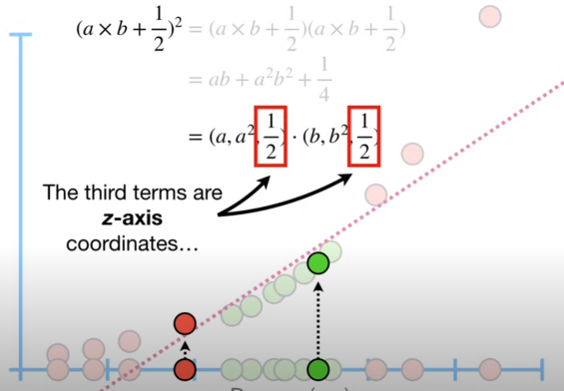 (a × b + 1/2)² = (a × b + 1/2)(a × b + 1/2)
= ab + a²b² + 1/4
= (a, a², 1/2) · (b, b², 1/2)
The third terms are
z-axis
coordinates...